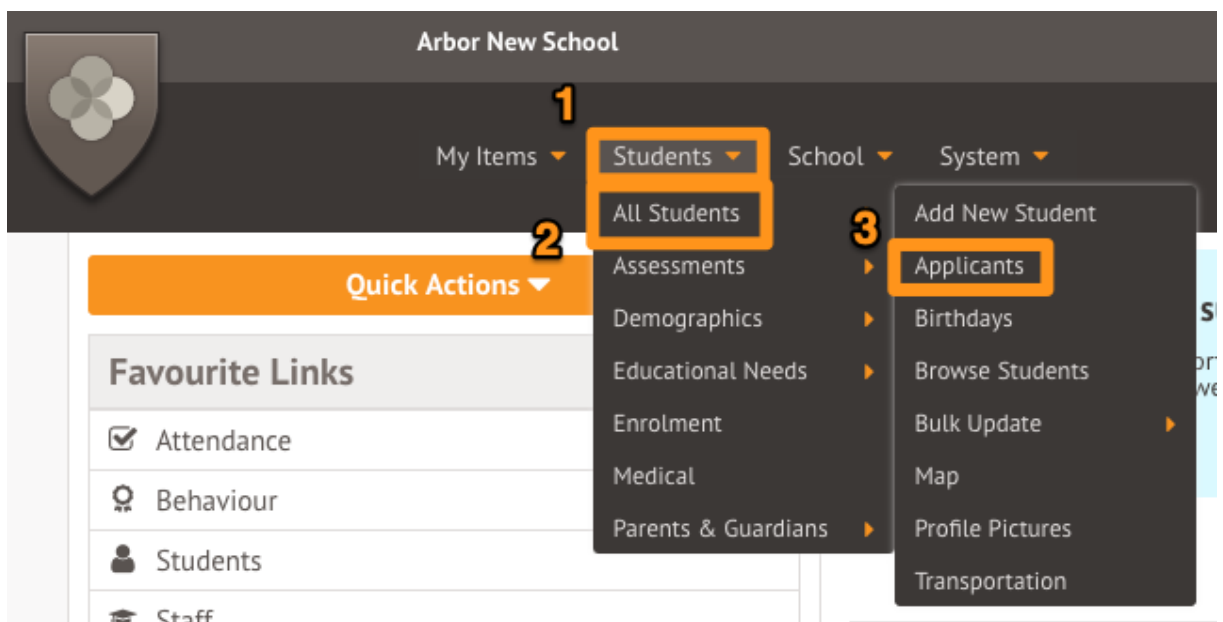 Arbor New School
1
My Items Students School System
2
All Students
Assessments
Demographics
Educational Needs
Enrolment
Medical
Parents & Guardians
3
Add New Student
Applicants
Birthdays
Browse Students
Bulk Update
Map
Profile Pictures
Transportation
Quick Actions
Favourite Links
Attendance
Behaviour
Students
Staff